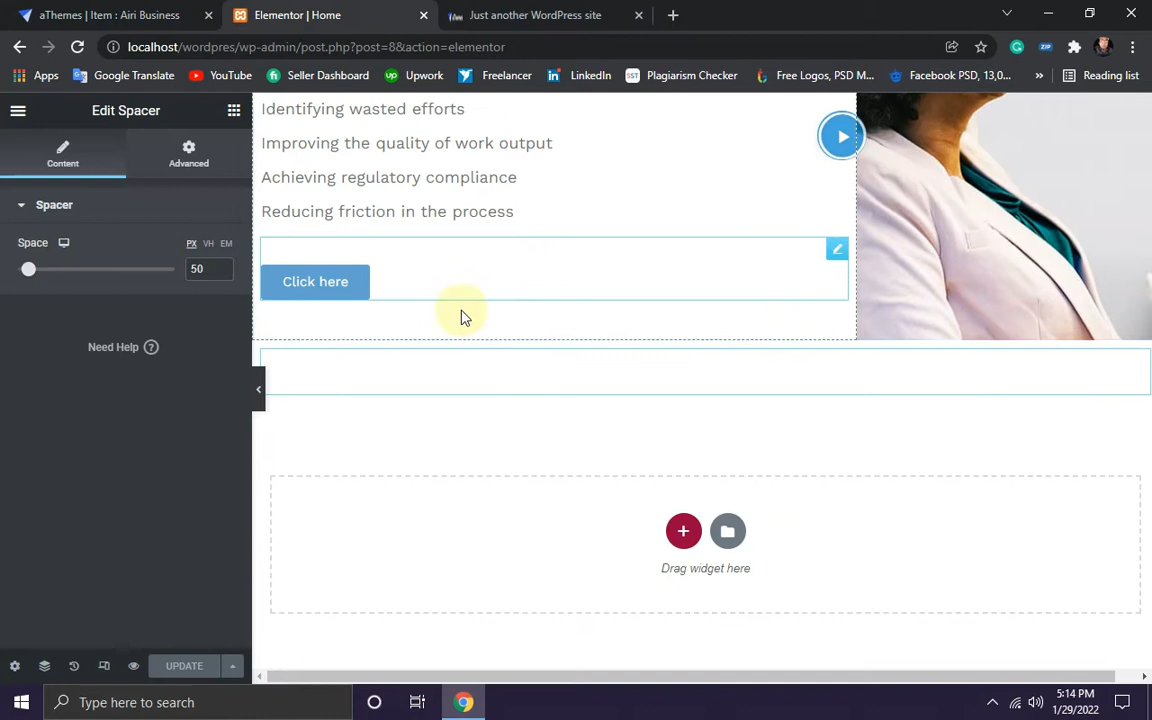 aThemes | Item : Airi Business
Elementor | Home
Just another WordPress site
localhost/wordpres/wp-admin/post.php?post=8&action=elementor
Apps
Google Translate
YouTube
Seller Dashboard
Upwork
Freelancer
LinkedIn
Plagiarism Checker
Free Logos, PSD M...
Facebook PSD, 13,0...
»
Reading list
Edit Spacer
Content
Advanced
Spacer
Space
PX
VH
EM
50
Need Help ?
UPDATE
Identifying wasted efforts
Improving the quality of work output
Achieving regulatory compliance
Reducing friction in the process
Click here
Drag widget here
Type here to search
5:14 PM
1/29/2022